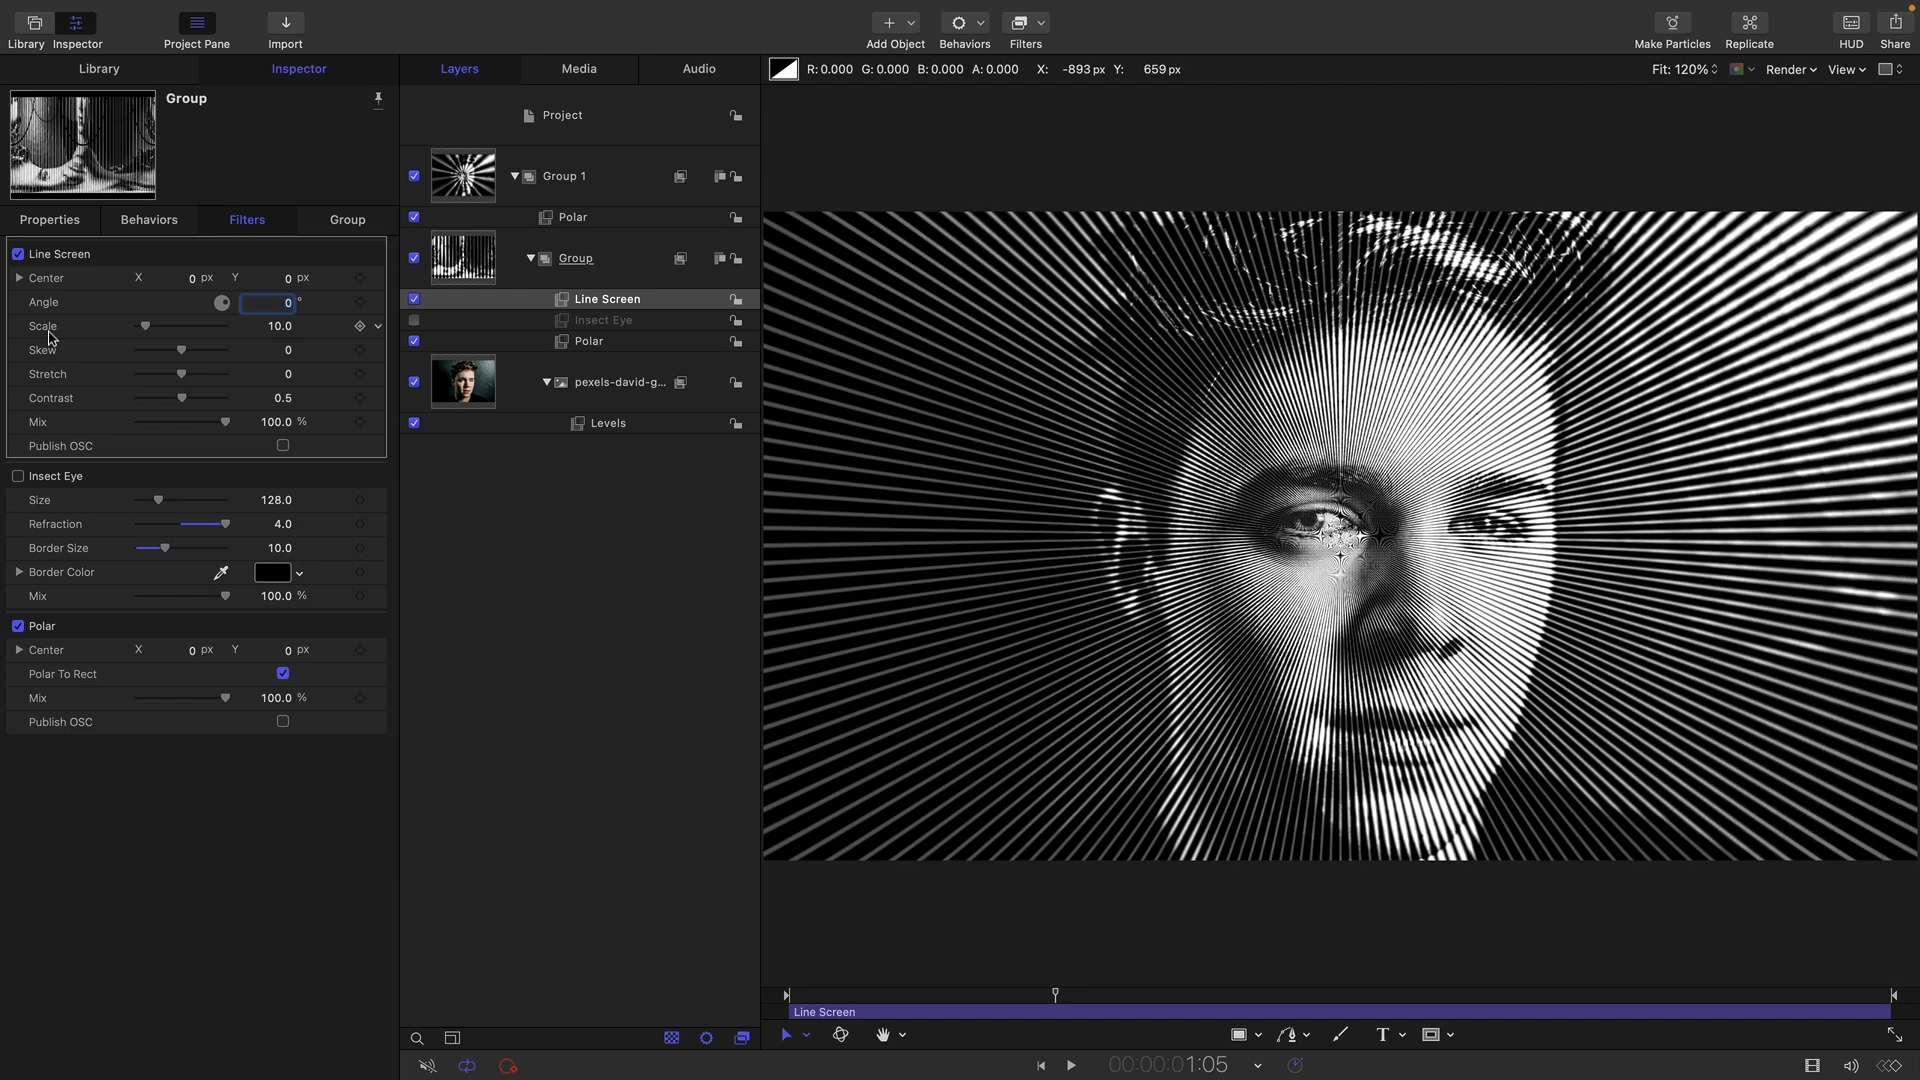 Library Inspector Project Pane Import Add Object Behaviors Filters Make Particles Replicate HUD Share
Library Inspector Layers Media Audio R: 0.000 G: 0.000 B: 0.000 A: 0.000 X: -893 px Y: 659 px Fit: 120% Render View
Group
Project
Group 1
Properties Behaviors Filters Group
Polar
Line Screen
Group
Center X 0 px Y 0 px
Angle 0 °
Line Screen
Scale 10.0
Insect Eye
Skew 0
Polar
Stretch 0
pexels-david-g...
Contrast 0.5
Mix 100.0 %
Levels
Publish OSC
Insect Eye
Size 128.0
Refraction 4.0
Border Size 10.0
Border Color
Mix 100.0 %
Polar
Center X 0 px Y 0 px
Polar To Rect
Mix 100.0 %
Publish OSC
Line Screen
T
00:00:01:05